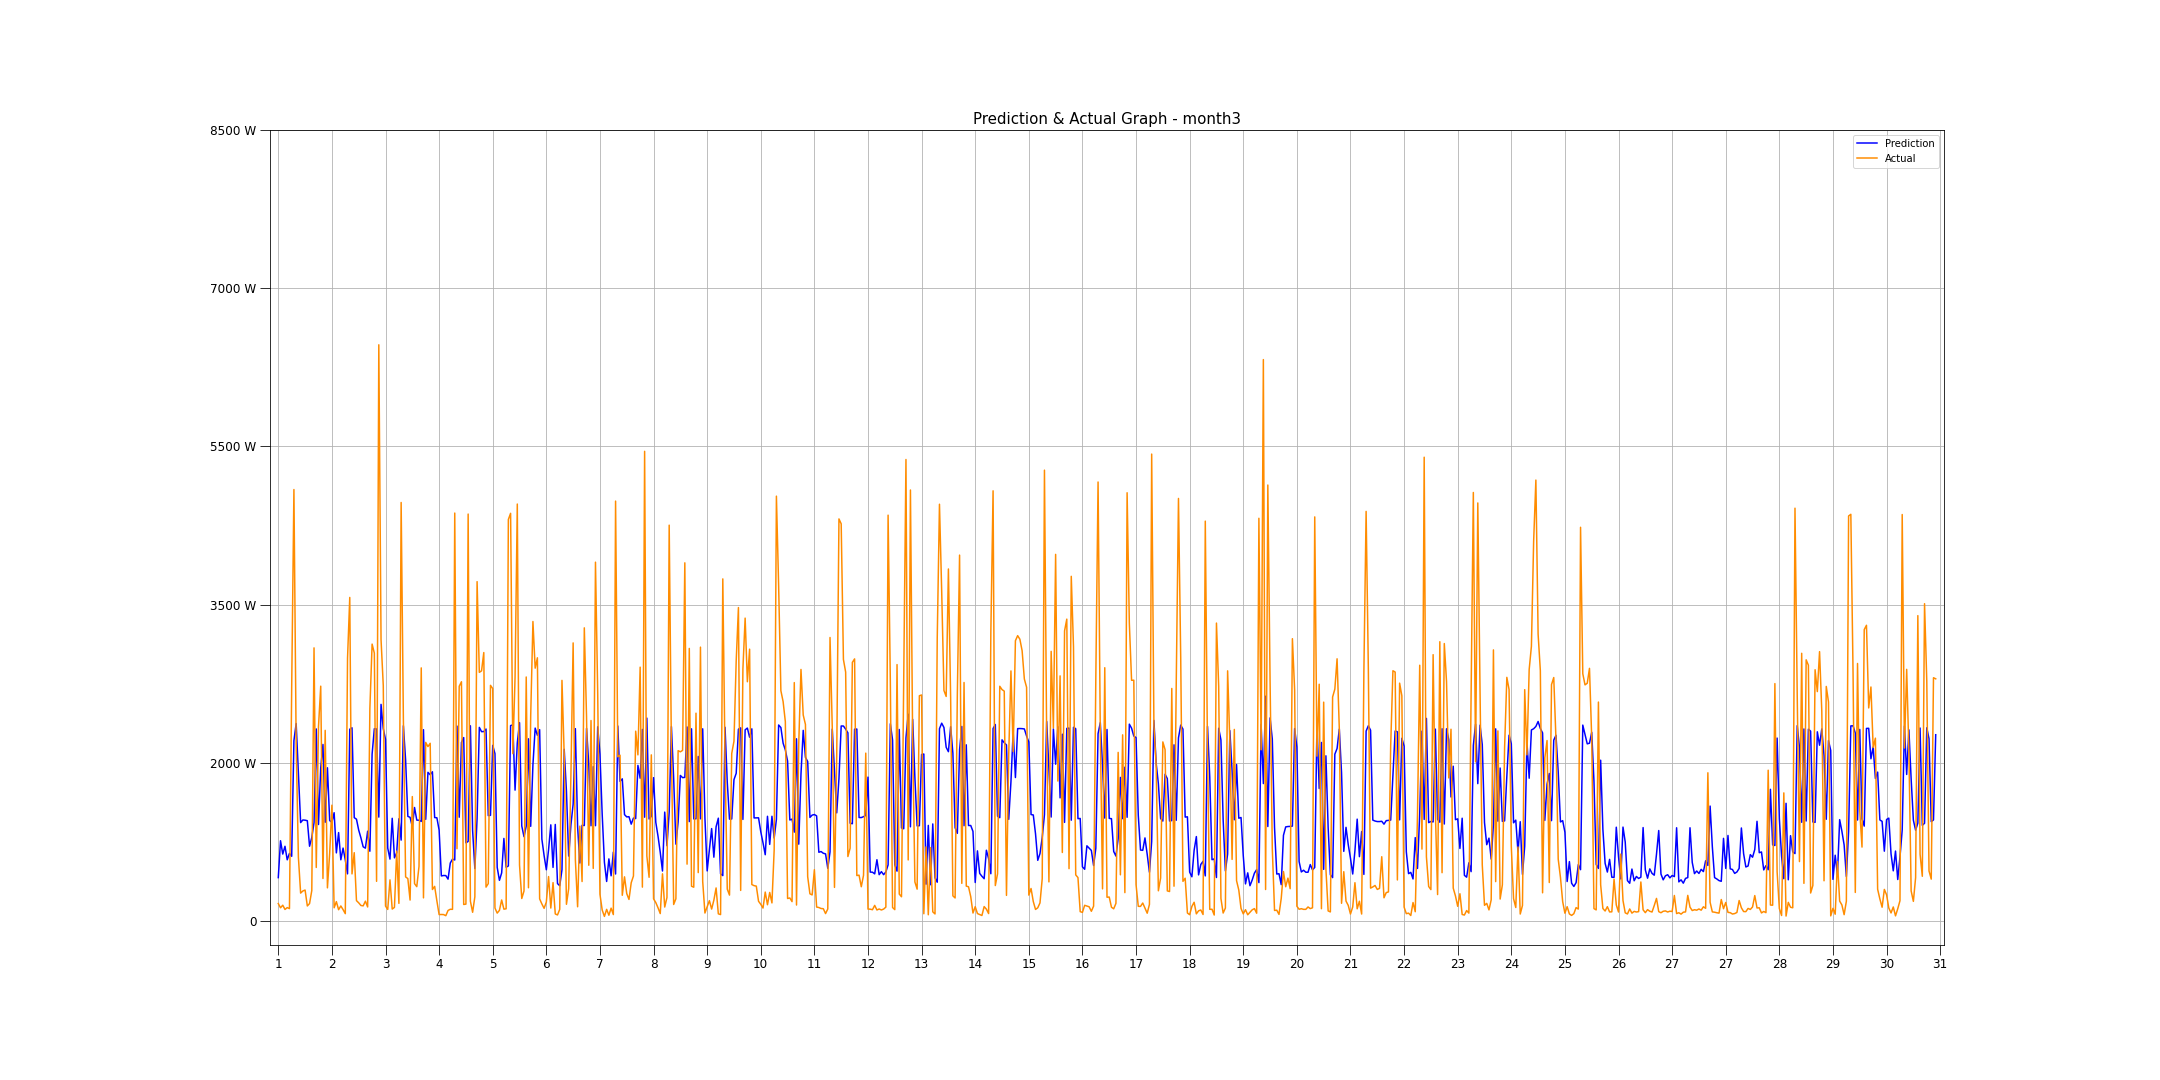 Prediction & Actual Graph - month3
8500 W
Prediction
Actual
7000 W
5500 W
3500 W
2000 W
0
1 2 3 4 5 6 7 8 9 10 11 12 13 14 15 16 17 18 19 20 21 22 23 24 25 26 27 27 28 29 30 31